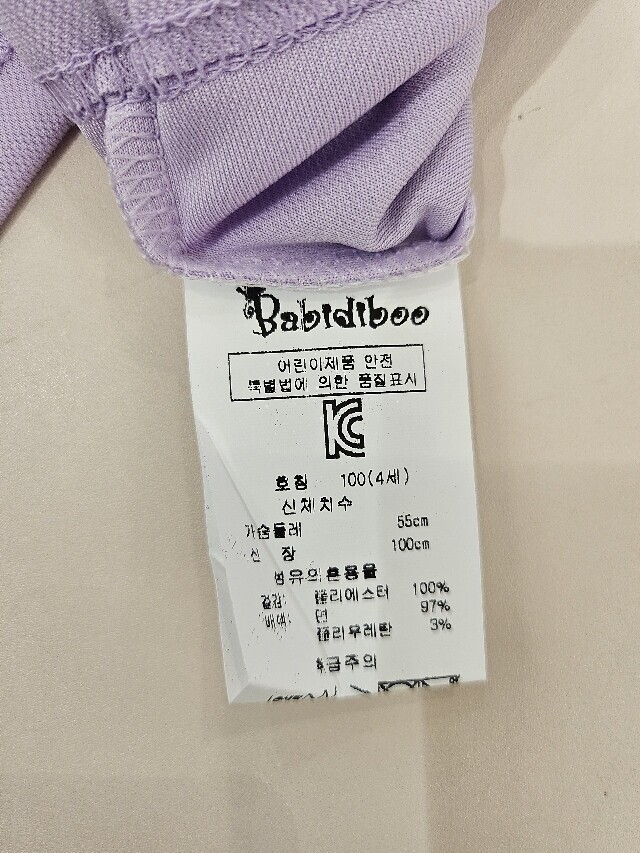 Babidiboo
어린이제품 안전
특별법에 의한 품질표시
KC
호칭 100(4세)
신체치수
가슴둘레 55cm
신 장 100cm
섬유의혼용율
겉감: 폴리에스터 100%
배색: 면 97%
폴리우레탄 3%
취급주의